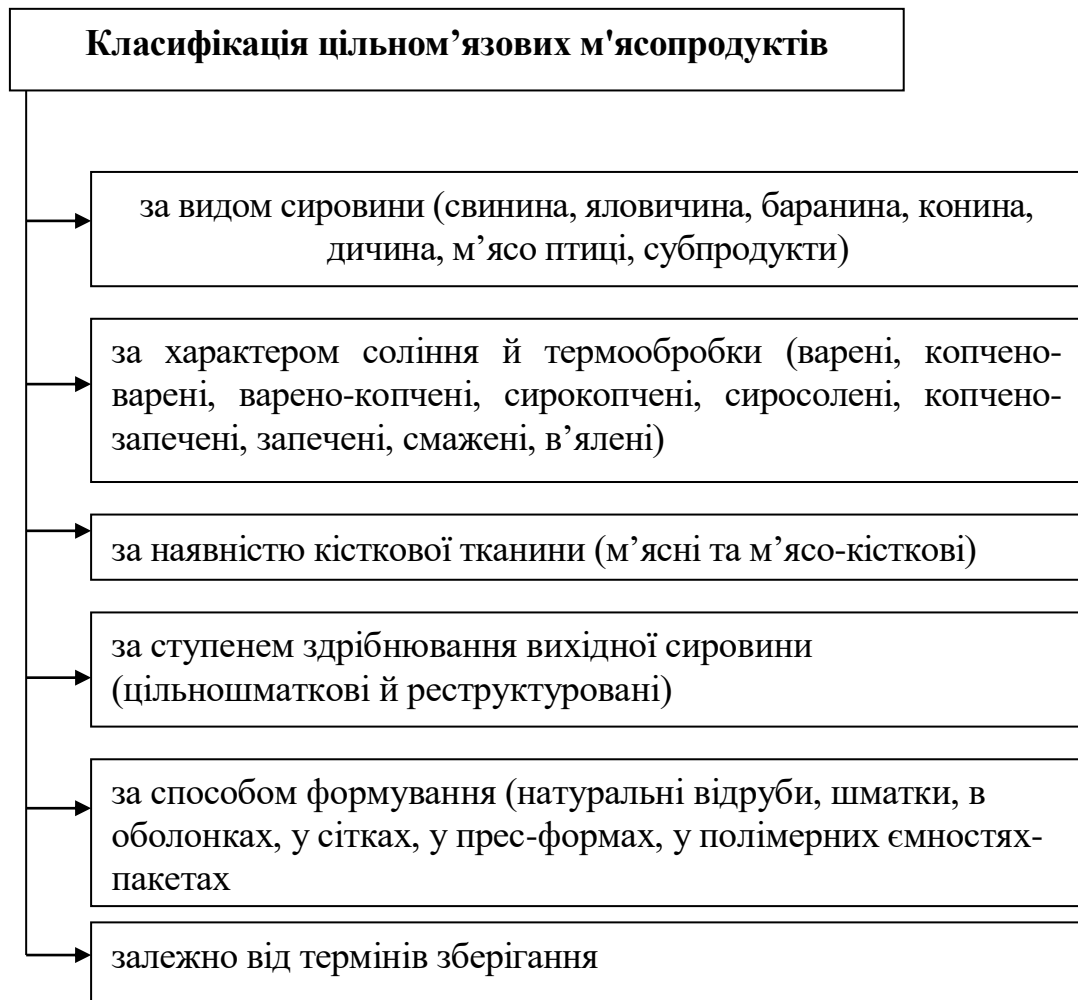 Класифікація цільном’язових м'ясопродуктів
за видом сировини (свинина, яловичина, баранина, конина,
дичина, м’ясо птиці, субпродукти)
за характером соління й термообробки (варені, копчено-
варені, варено-копчені, сирокопчені, сиросолені, копчено-
запечені, запечені, смажені, в’ялені)
за наявністю кісткової тканини (м’ясні та м’ясо-кісткові)
за ступенем здрібнювання вихідної сировини
(цільношматкові й реструктуровані)
за способом формування (натуральні відруби, шматки, в
оболонках, у сітках, у прес-формах, у полімерних ємностях-
пакетах
залежно від термінів зберігання